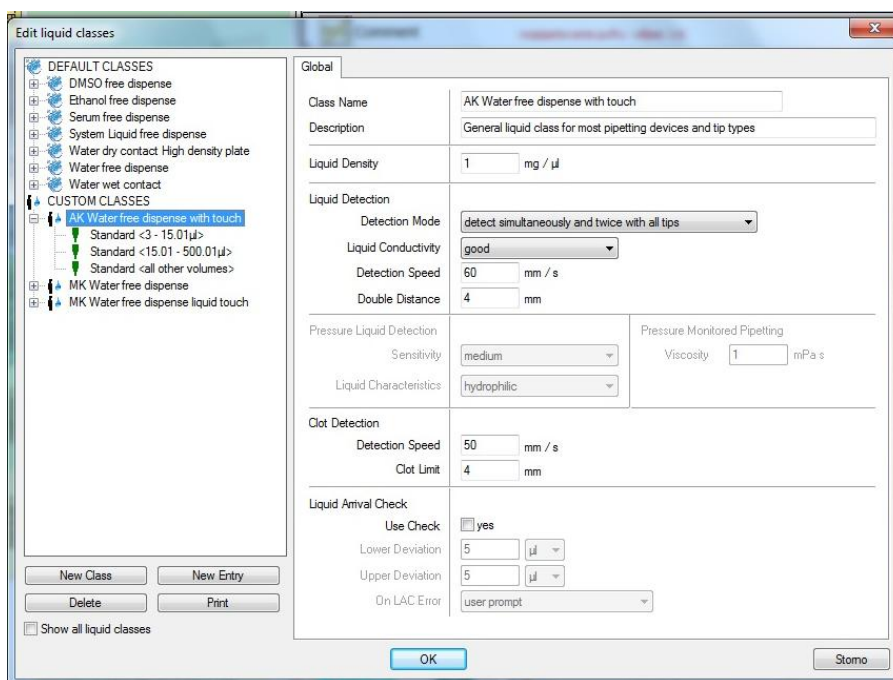 Comment
Edit liquid classes
DEFAULT CLASSES
DMSO free dispense
Ethanol free dispense
Serum free dispense
System Liquid free dispense
Water dry contact High density plate
Water free dispense
Water wet contact
CUSTOM CLASSES
AK Water free dispense with touch
Standard <3 - 15.01µl>
Standard <15.01 - 500.01µl>
Standard <all other volumes>
MK Water free dispense
MK Water free dispense liquid touch
New Class New Entry
Delete Print
Show all liquid classes
Global
Class Name AK Water free dispense with touch
Description General liquid class for most pipetting devices and tip types
Liquid Density 1 mg / µl
Liquid Detection
Detection Mode detect simultaneously and twice with all tips
Liquid Conductivity good
Detection Speed 60 mm / s
Double Distance 4 mm
Pressure Liquid Detection
Sensitivity medium
Liquid Characteristics hydrophilic
Pressure Monitored Pipetting
Viscosity 1 mPa s
Clot Detection
Detection Speed 50 mm / s
Clot Limit 4 mm
Liquid Arrival Check
Use Check yes
Lower Deviation 5 µl
Upper Deviation 5 µl
On LAC Error user prompt
OK Storno